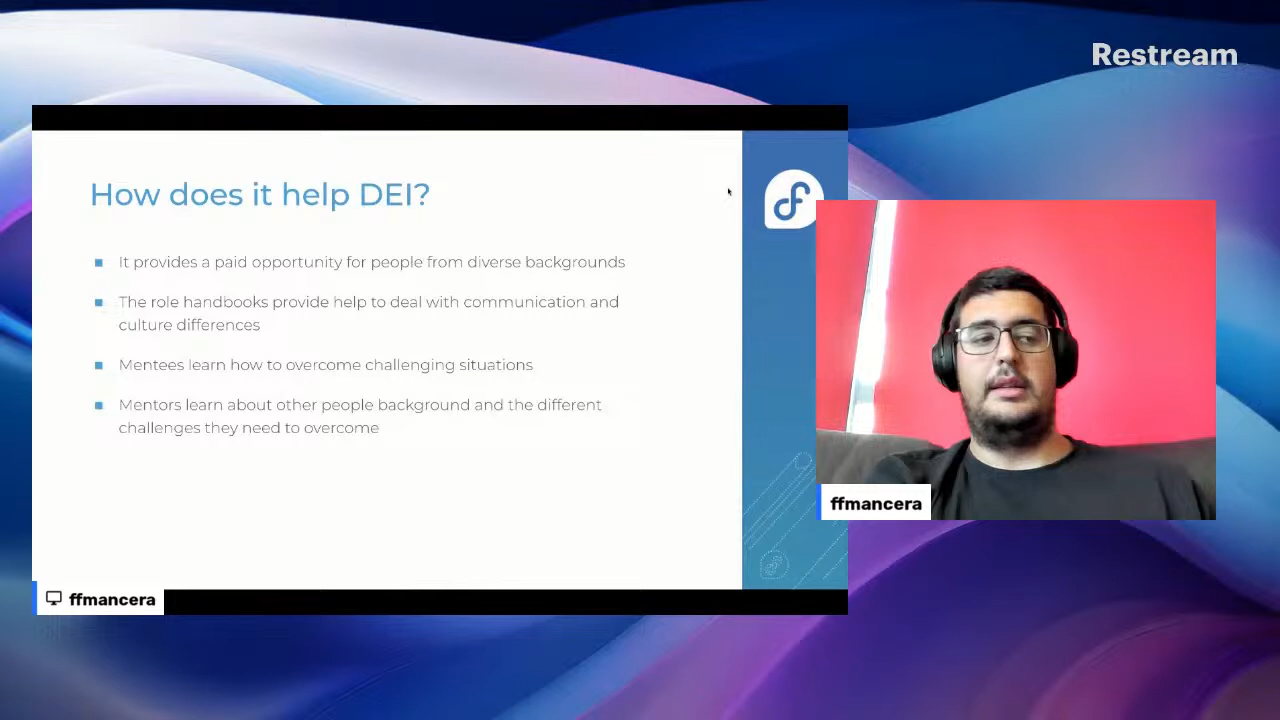 Restream
How does it help DEI?
It provides a paid opportunity for people from diverse backgrounds
The role handbooks provide help to deal with communication and
culture differences
Mentees learn how to overcome challenging situations
Mentors learn about other people background and the different
challenges they need to overcome
ffmancera
ffmancera